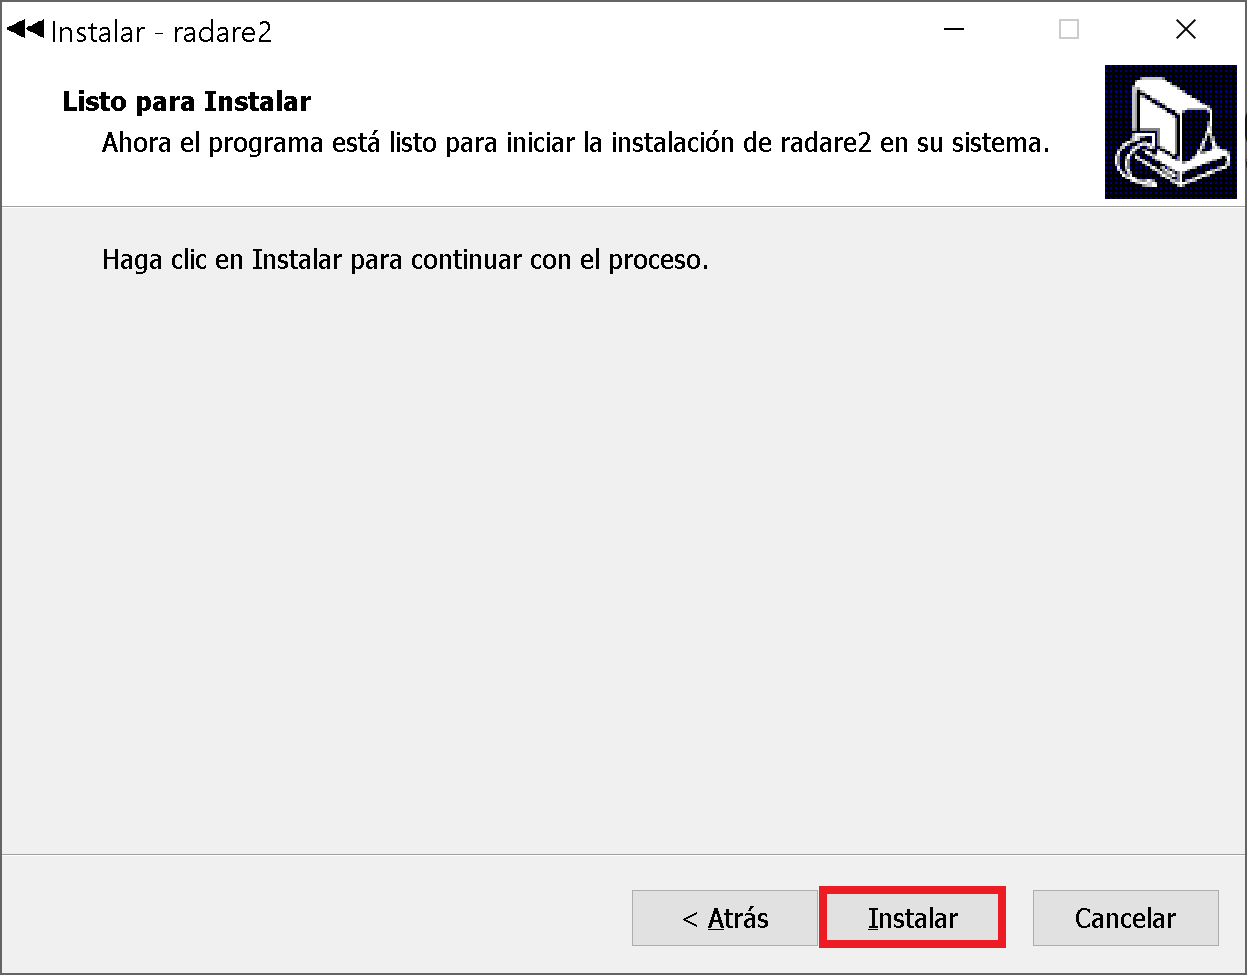 Instalar - radare2
Listo para Instalar
Ahora el programa está listo para iniciar la instalación de radare2 en su sistema.
Haga clic en Instalar para continuar con el proceso.
< Atrás
Instalar
Cancelar